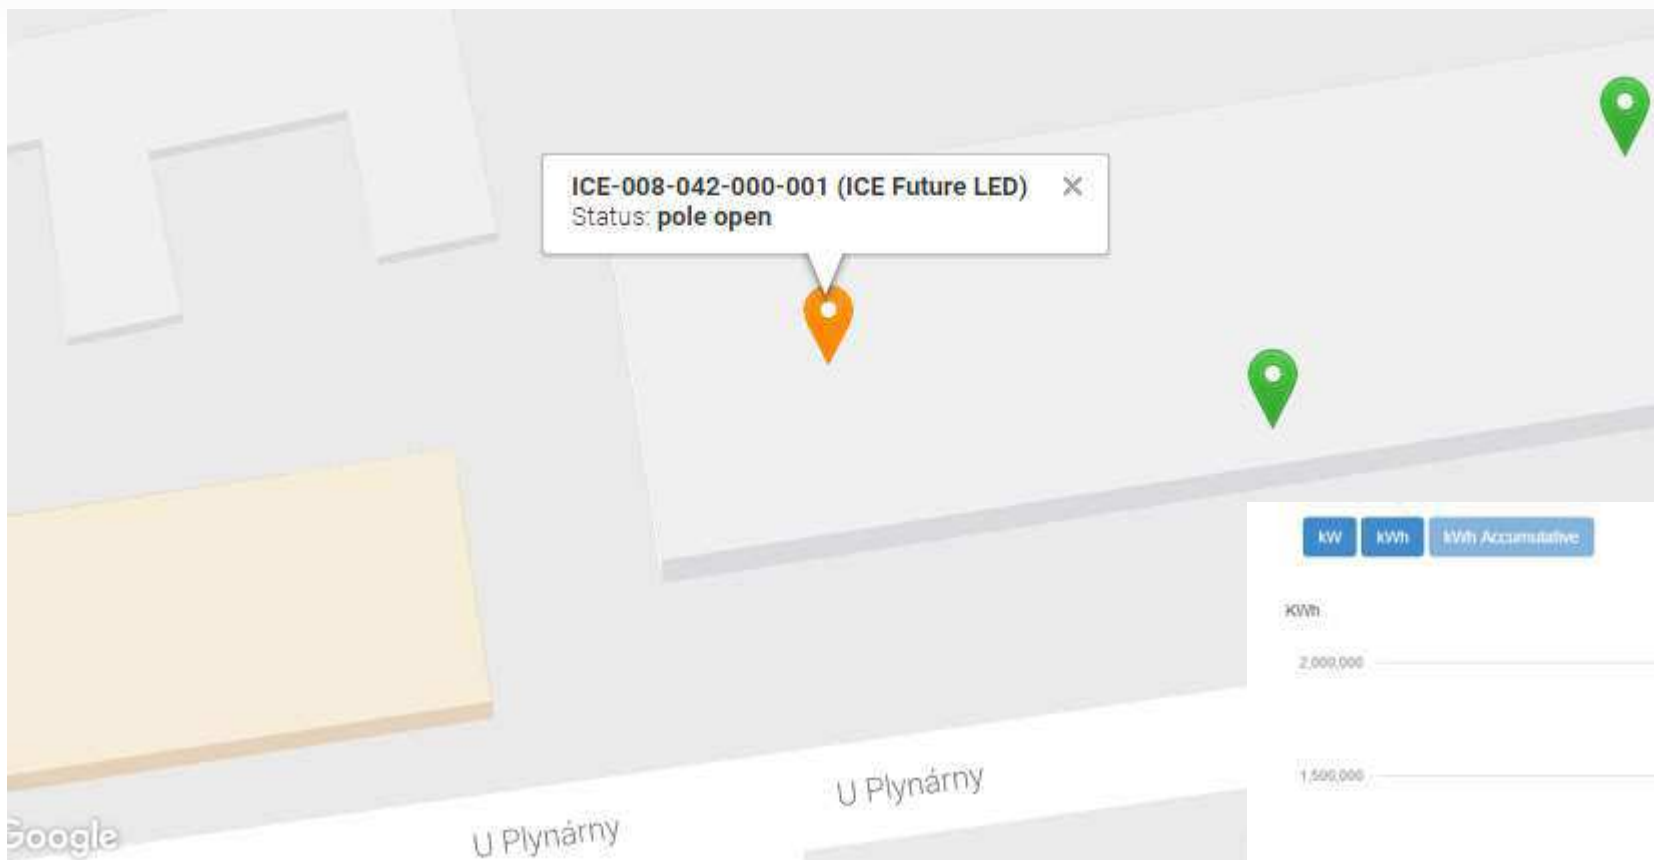 ICE-008-042-000-001 (ICE Future LED) ×
Status: pole open
kW kWh kWh Accumulative
KWh
2,000,000
1,500,000
U Plynárny
U Plynárny
Google